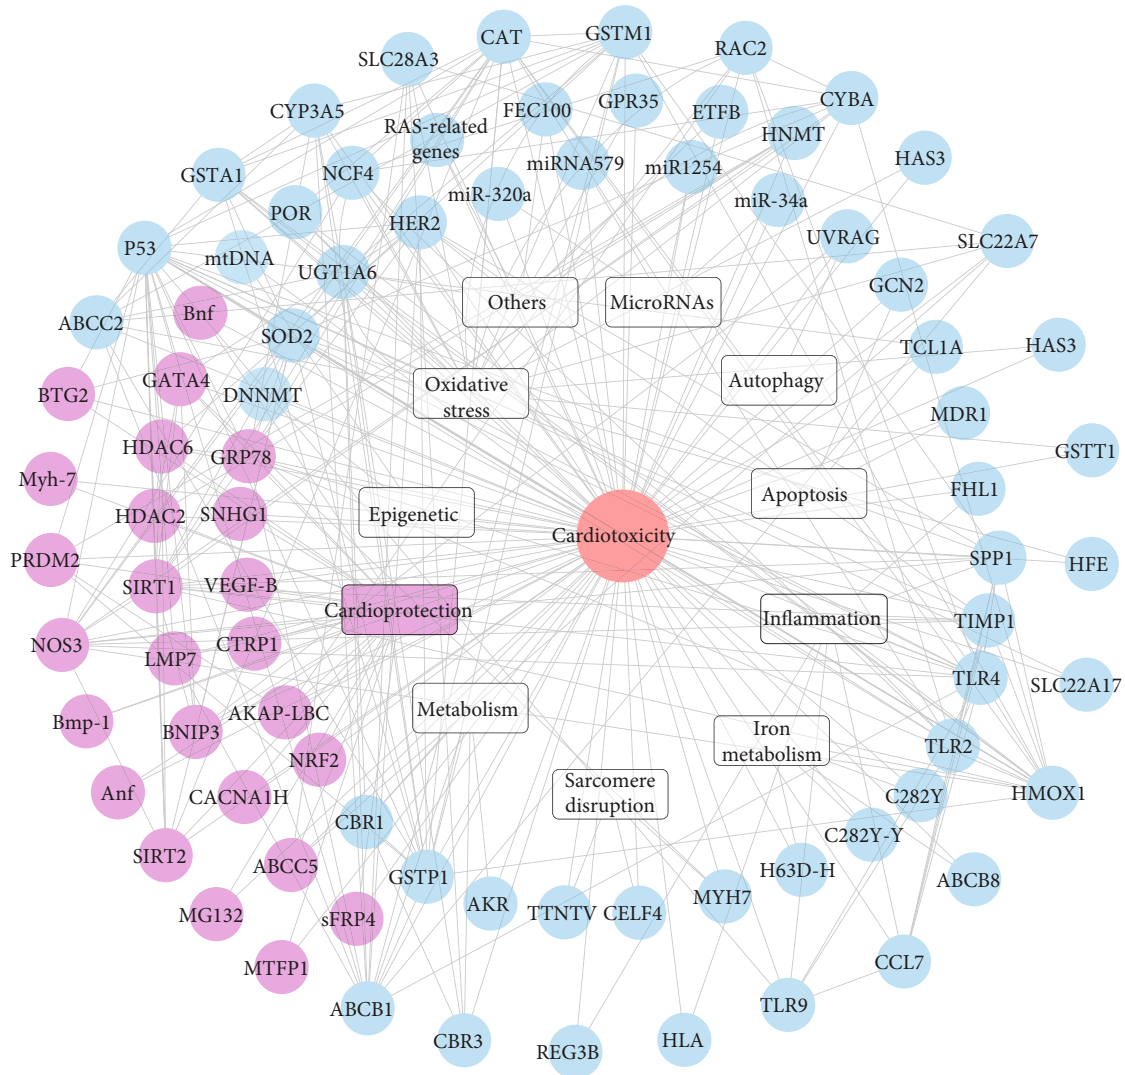 CAT
GSTM1
RAC2
SLC28A3
CYP3A5
RAS-related
genes
FEC100
GPR35
ETFB
CYBA
HNMT
HAS3
GSTA1
NCF4
miR-320a
miRNA579
miR1254
miR-34a
POR
HER2
UVRAG
SLC22A7
P53
mtDNA
UGT1A6
GCN2
Others
MicroRNAs
ABCC2
Bnf
SOD2
TCL1A
HAS3
BTG2
GATA4
DNNMT
Oxidative
stress
Autophagy
MDR1
HDAC6
GRP78
GSTT1
Myh-7
HDAC2
SNHG1
Epigenetic
Apoptosis
FHL1
Cardiotoxicity
PRDM2
SIRT1
VEGF-B
SPP1
HFE
Cardioprotection
Inflammation
TIMP1
NOS3
LMP7
CTRP1
TLR4
SLC22A17
Bmp-1
BNIP3
AKAP-LBC
Metabolism
Iron
metabolism
TLR2
NRF2
Anf
CACNA1H
Sarcomere
disruption
C282Y
HMOX1
CBR1
C282Y-Y
SIRT2
ABCC5
GSTP1
H63D-H
ABCB8
MG132
sFRP4
AKR
TTNTV
CELF4
MYH7
MTFP1
CCL7
ABCB1
TLR9
CBR3
REG3B
HLA